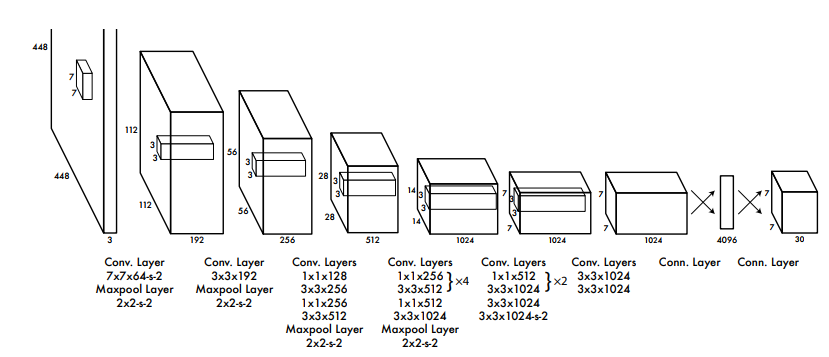 448
7
7
448
3
112
3
3
112
192
56
3
3
56
256
28
3
3
28
512
14
3
3
14
1024
7
3
3
7
1024
7
7
1024
4096
7
7
30
Conv. Layer
7x7x64-s-2
Maxpool Layer
2x2-s-2
Conv. Layer
3x3x192
Maxpool Layer
2x2-s-2
Conv. Layers
1x1x128
3x3x256
1x1x256
3x3x512
Maxpool Layer
2x2-s-2
Conv. Layers
1x1x256
3x3x512 } ×4
1x1x512
3x3x1024
Maxpool Layer
2x2-s-2
Conv. Layers
1x1x512
3x3x1024 } ×2
3x3x1024
3x3x1024-s-2
Conv. Layers
3x3x1024
3x3x1024
Conn. Layer
Conn. Layer